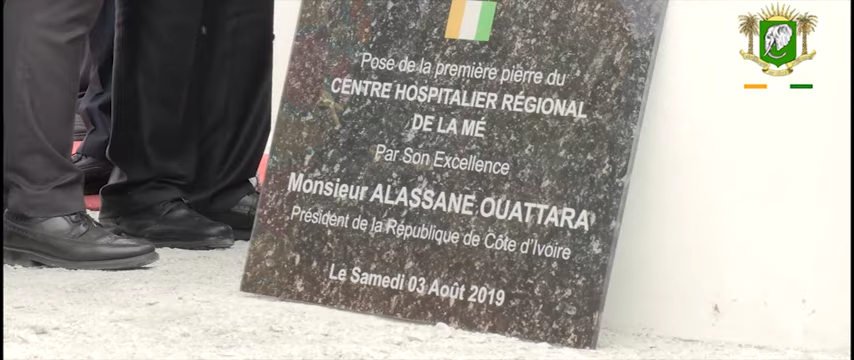 Pose de la première pierre du
CENTRE HOSPITALIER RÉGIONAL
DE LA MÉ
Par Son Excellence
Monsieur ALASSANE OUATTARA
Président de la République de Côte d'Ivoire
Le Samedi 03 Août 2019